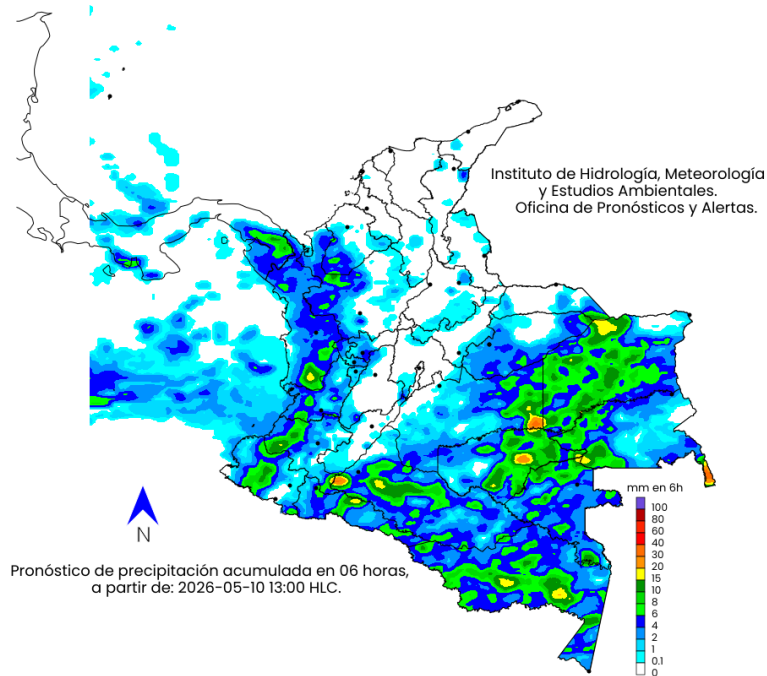 Instituto de Hidrología, Meteorología
y Estudios Ambientales.
Oficina de Pronósticos y Alertas.
mm en 6h
100
80
60
40
30
20
15
10
8
6
4
2
1
0.1
0
N
Pronóstico de precipitación acumulada en 06 horas,
a partir de: 2026-05-10 13:00 HLC.